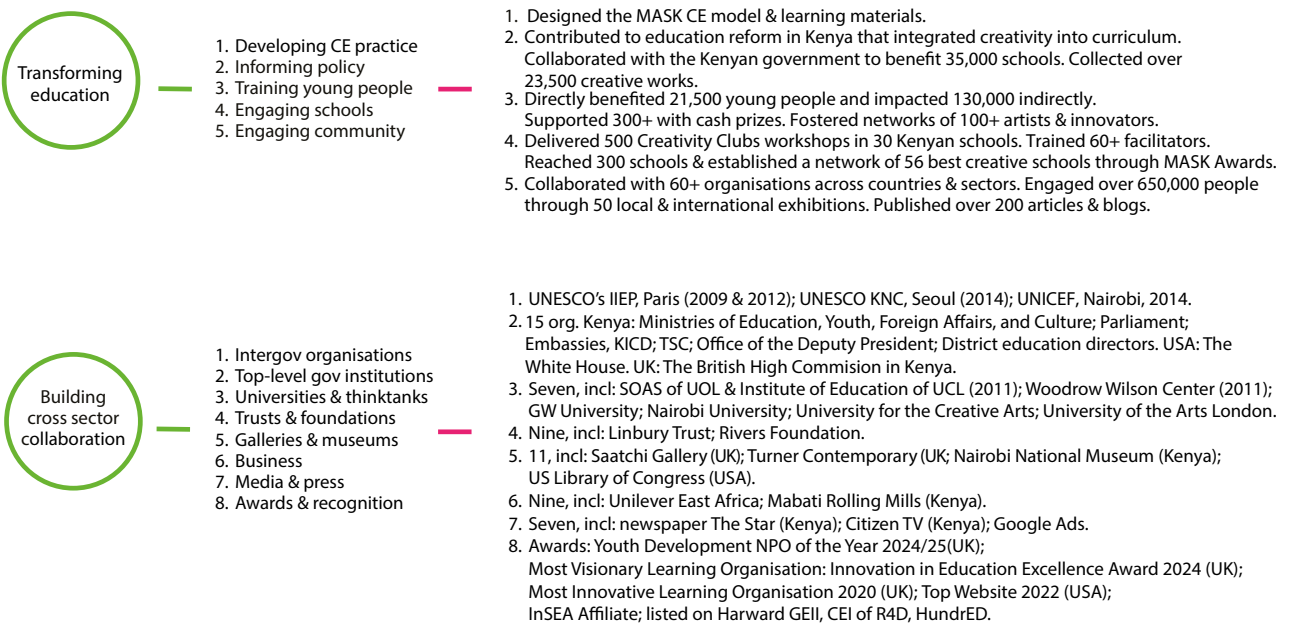 Transforming
education
1. Developing CE practice
2. Informing policy
3. Training young people
4. Engaging schools
5. Engaging community
1. Designed the MASK CE model & learning materials.
2. Contributed to education reform in Kenya that integrated creativity into curriculum.
Collaborated with the Kenyan government to benefit 35,000 schools. Collected over
23,500 creative works.
3. Directly benefited 21,500 young people and impacted 130,000 indirectly.
Supported 300+ with cash prizes. Fostered networks of 100+ artists & innovators.
4. Delivered 500 Creativity Clubs workshops in 30 Kenyan schools. Trained 60+ facilitators.
Reached 300 schools & established a network of 56 best creative schools through MASK Awards.
5. Collaborated with 60+ organisations across countries & sectors. Engaged over 650,000 people
through 50 local & international exhibitions. Published over 200 articles & blogs.
Building
cross sector
collaboration
1. Intergov organisations
2. Top-level gov institutions
3. Universities & thinktanks
4. Trusts & foundations
5. Galleries & museums
6. Business
7. Media & press
8. Awards & recognition
1. UNESCO's IIEP, Paris (2009 & 2012); UNESCO KNC, Seoul (2014); UNICEF, Nairobi, 2014.
2. 15 org. Kenya: Ministries of Education, Youth, Foreign Affairs, and Culture; Parliament;
Embassies, KICD; TSC; Office of the Deputy President; District education directors. USA: The
White House. UK: The British High Commision in Kenya.
3. Seven, incl: SOAS of UOL & Institute of Education of UCL (2011); Woodrow Wilson Center (2011);
GW University; Nairobi University; University for the Creative Arts; University of the Arts London.
4. Nine, incl: Linbury Trust; Rivers Foundation.
5. 11, incl: Saatchi Gallery (UK); Turner Contemporary (UK; Nairobi National Museum (Kenya);
US Library of Congress (USA).
6. Nine, incl: Unilever East Africa; Mabati Rolling Mills (Kenya).
7. Seven, incl: newspaper The Star (Kenya); Citizen TV (Kenya); Google Ads.
8. Awards: Youth Development NPO of the Year 2024/25(UK);
Most Visionary Learning Organisation: Innovation in Education Excellence Award 2024 (UK);
Most Innovative Learning Organisation 2020 (UK); Top Website 2022 (USA);
InSEA Affiliate; listed on Harward GEII, CEI of R4D, HundrED.